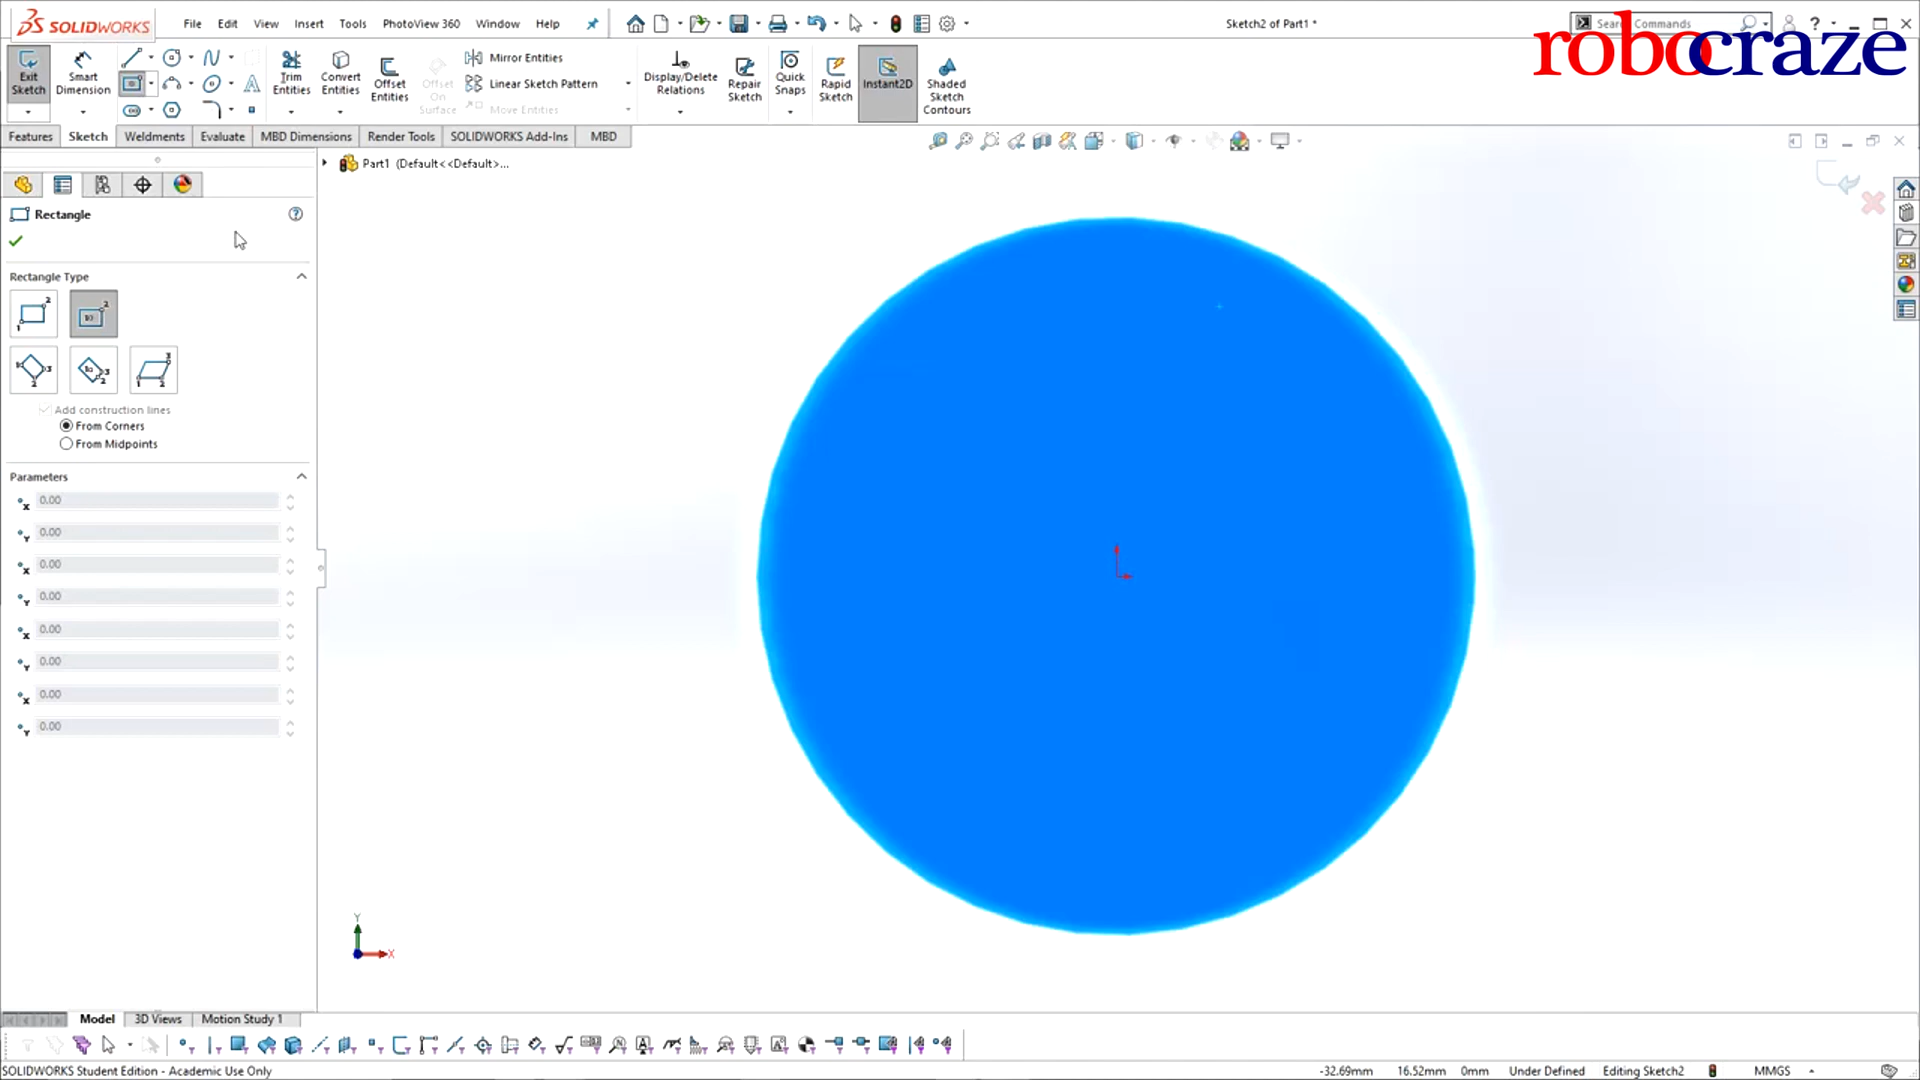 SOLIDWORKS File Edit View Insert Tools PhotoView 360 Window Help Sketch2 of Part1 * Search Commands
robocraze
Exit Sketch
Smart Dimension
Trim Entities
Convert Entities
Offset Entities
Offset On Surface
Mirror Entities
Linear Sketch Pattern
Move Entities
Display/Delete Relations
Repair Sketch
Quick Snaps
Rapid Sketch
Instant2D
Shaded Sketch Contours
Features Sketch Weldments Evaluate MBD Dimensions Render Tools SOLIDWORKS Add-Ins MBD
Part1 (Default<<Default>...
Rectangle
Rectangle Type
Add construction lines
From Corners
From Midpoints
Parameters
0.00
0.00
0.00
0.00
0.00
0.00
0.00
0.00
Y
X
Model 3D Views Motion Study 1
SOLIDWORKS Student Edition - Academic Use Only -32.69mm 16.52mm 0mm Under Defined Editing Sketch2 MMGS